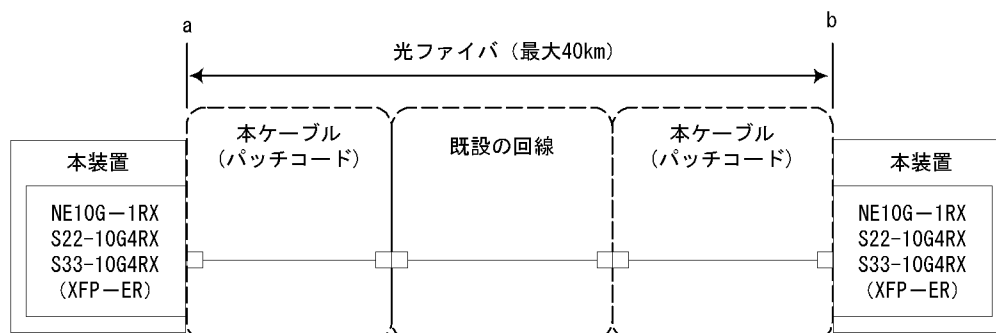 a
b
光ファイバ（最大40km）
本ケーブル
（パッチコード）
既設の回線
本ケーブル
（パッチコード）
本装置
NE10G－1RX
S22-10G4RX
S33-10G4RX
（XFP－ER）
本装置
NE10G－1RX
S22-10G4RX
S33-10G4RX
（XFP－ER）